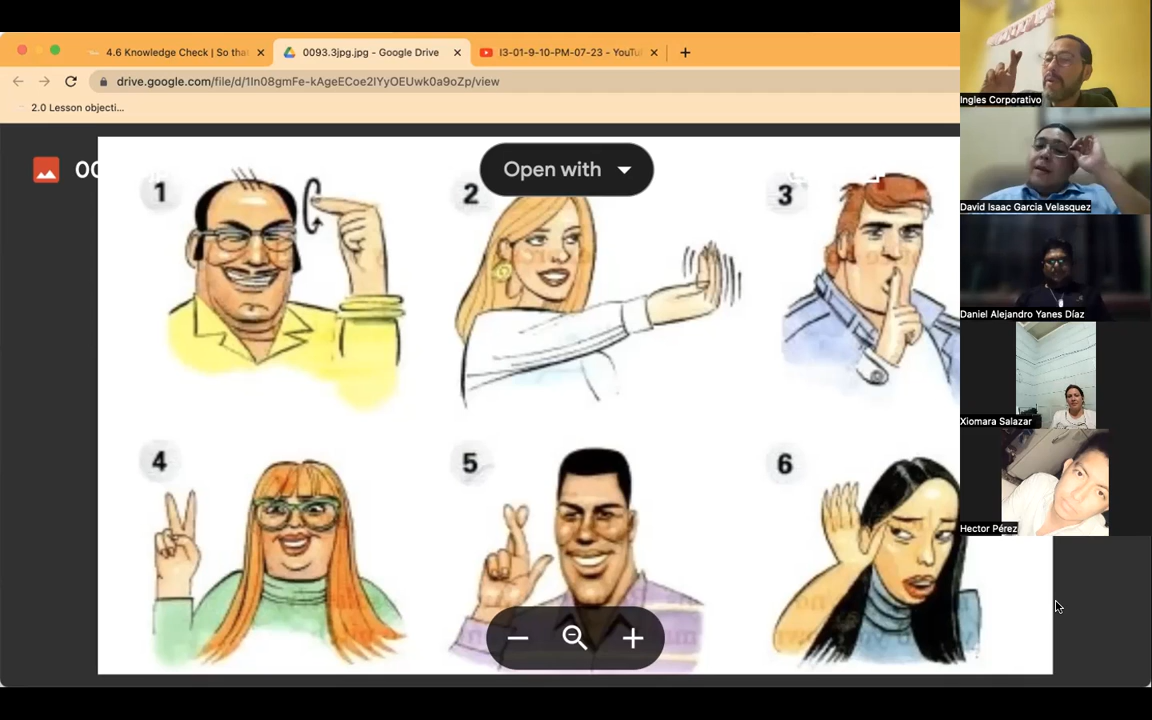 4.6 Knowledge Check | So tha
0093.3jpg.jpg - Google Drive
I3-01-9-10-PM-07-23 - YouTu
drive.google.com/file/d/1In08gmFe-kAgeECoe2IYyOEUwk0a9oZp/view
2.0 Lesson objecti...
00
Open with
1
2
3
4
5
6
Ingles Corporativo
David Isaac Garcia Velasquez
Daniel Alejandro Yanes Díaz
Xiomara Salazar
Hector Pérez